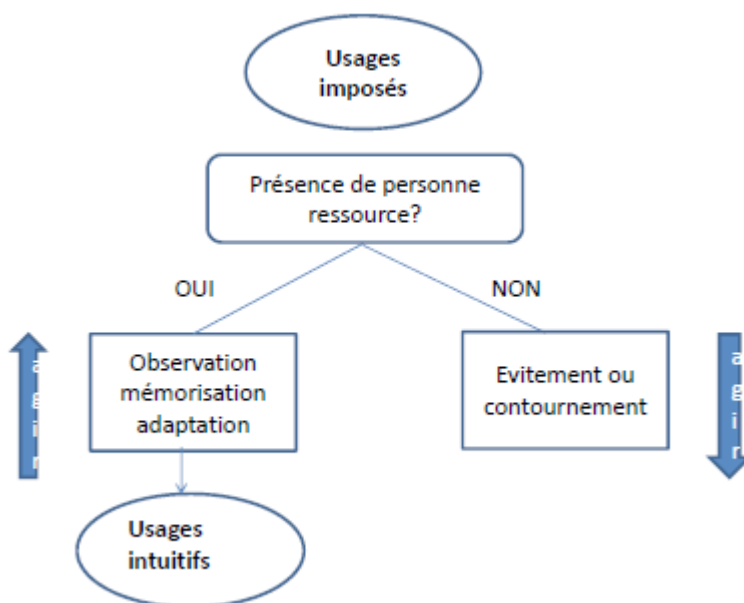 Usages
imposés
Présence de personne
ressource?
OUI
NON
Observation
mémorisation
adaptation
Evitement ou
contournement
a
g
i
r
a
g
i
r
Usages
intuitifs